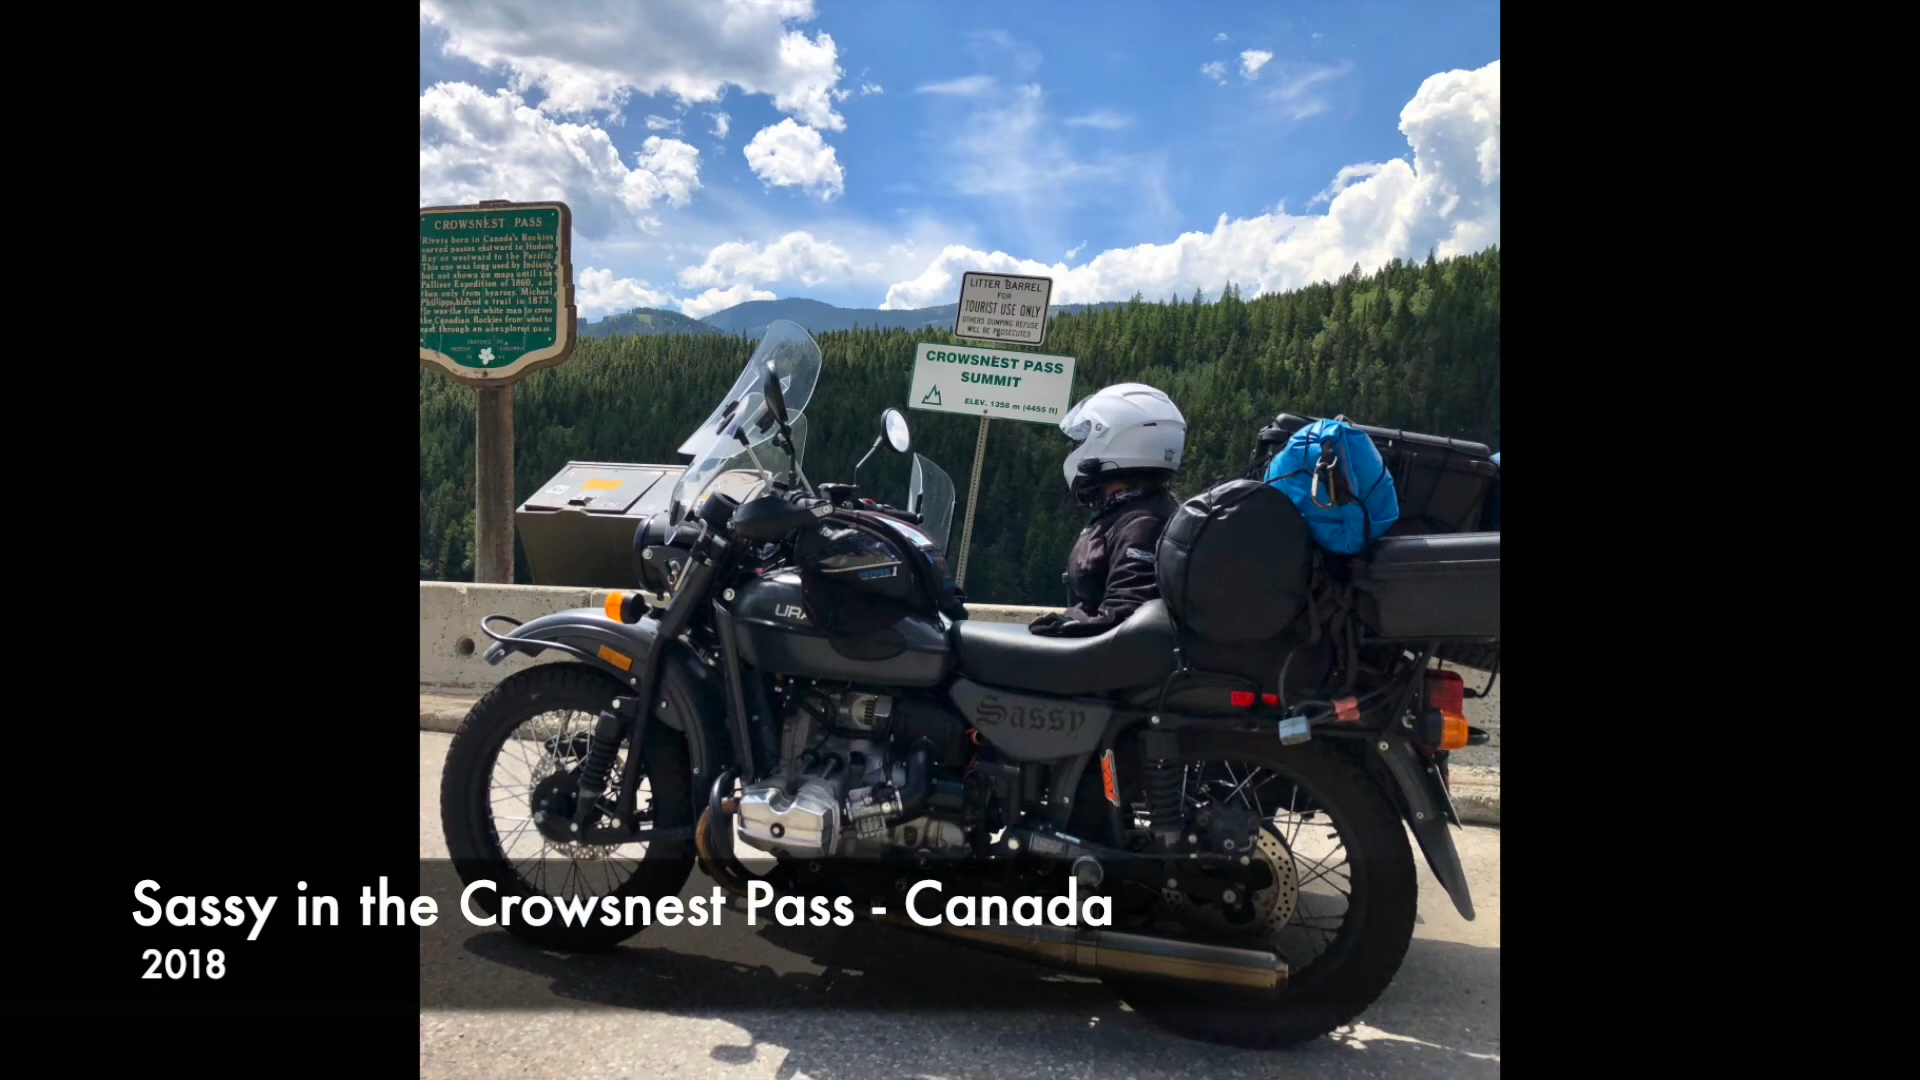 CROWSNEST PASS
Rivers born in Canada's Rockies
carved passes eastward to Hudson
Bay or westward to the Pacific.
This one was long used by Indians,
but not shown on maps until the
Palliser Expedition of 1860, and
then only from hearsay. Michael
Phillipps blazed a trail in 1873.
He was the first white man to cross
the Canadian Rockies from west to
east through an unexplored pass.
LITTER BARREL
FOR
TOURIST USE ONLY
OTHERS DUMPING REFUSE
WILL BE PROSECUTED
CROWSNEST PASS
SUMMIT
ELEV. 1358 m (4455 ft)
URA
Sassy
Sassy in the Crowsnest Pass - Canada
2018